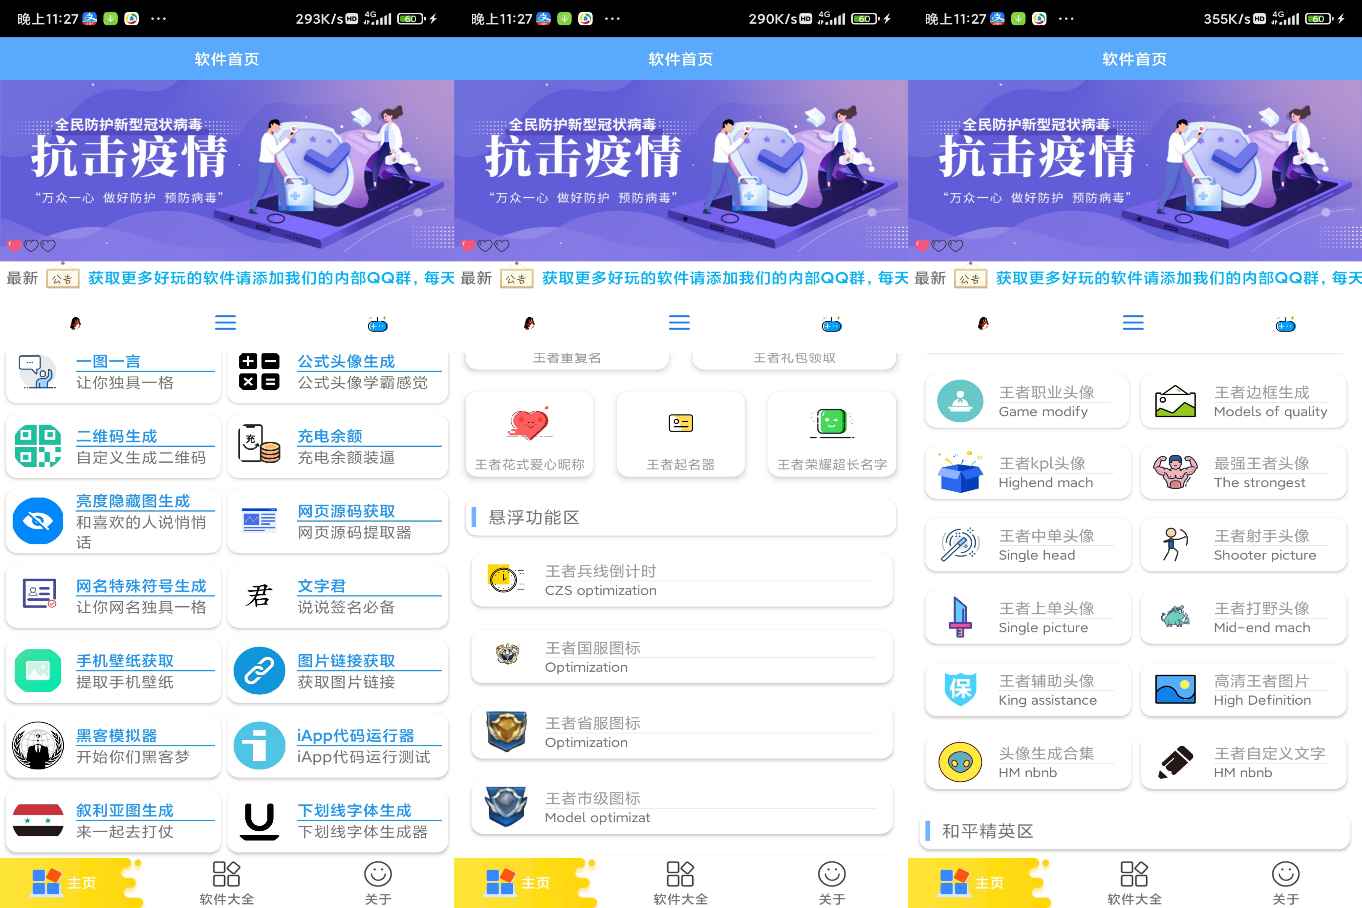 晚上11:27 ··· 293K/s HD 4G 60
软件首页
全民防护新型冠状病毒
抗击疫情
“万众一心 做好防护 预防病毒”
最新 公告 获取更多好玩的软件请添加我们的内部QQ群，每天
一图一言
让你独具一格
公式头像生成
公式头像学霸感觉
二维码生成
自定义生成二维码
充
充电余额
充电余额装逼
亮度隐藏图生成
和喜欢的人说悄悄
话
网页源码获取
网页源码提取器
网名特殊符号生成
让你网名独具一格
君
文字君
说说签名必备
手机壁纸获取
提取手机壁纸
图片链接获取
获取图片链接
黑客模拟器
开始你们黑客梦
iApp代码运行器
iApp代码运行测试
叙利亚图生成
来一起去打仗
U
下划线字体生成
下划线字体生成器
主页
软件大全
关于
晚上11:27 ··· 290K/s HD 4G 60
软件首页
全民防护新型冠状病毒
抗击疫情
“万众一心 做好防护 预防病毒”
最新 公告 获取更多好玩的软件请添加我们的内部QQ群，每天
王者重复名
王者礼包领取
王者花式爱心昵称
王者起名器
王者荣耀超长名字
悬浮功能区
王者兵线倒计时
CZS optimization
王者国服图标
Optimization
王者省服图标
Optimization
王者市级图标
Model optimizat
主页
软件大全
关于
晚上11:27 ··· 355K/s HD 4G 60
软件首页
全民防护新型冠状病毒
抗击疫情
“万众一心 做好防护 预防病毒”
最新 公告 获取更多好玩的软件请添加我们的内部QQ群，每天
王者职业头像
Game modify
王者边框生成
Models of quality
王者kpl头像
Highend mach
最强王者头像
The strongest
王者中单头像
Single head
王者射手头像
Shooter picture
王者上单头像
Single picture
王者打野头像
Mid-end mach
保
王者辅助头像
King assistance
高清王者图片
High Definition
头像生成合集
HM nbnb
王者自定义文字
HM nbnb
和平精英区
主页
软件大全
关于